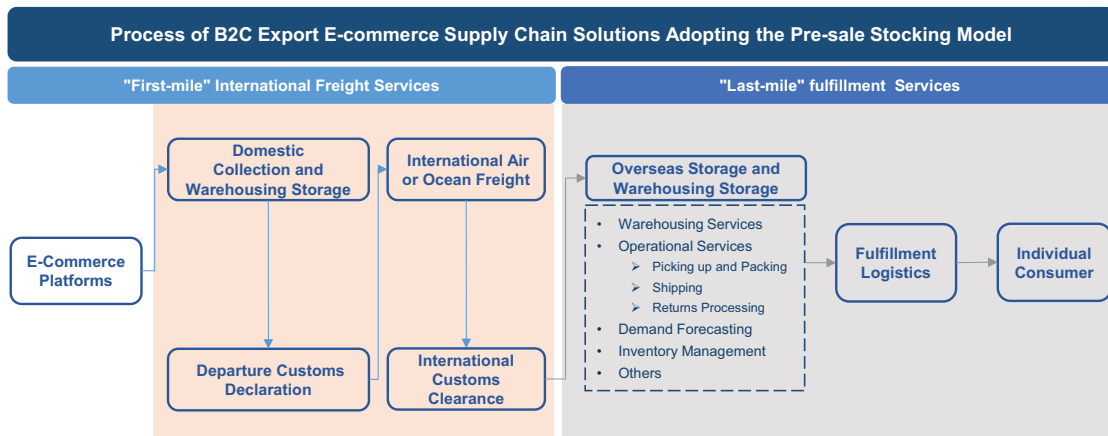 Process of B2C Export E-commerce Supply Chain Solutions Adopting the Pre-sale Stocking Model
"First-mile" International Freight Services
"Last-mile" fulfillment Services
E-Commerce
Platforms
Domestic
Collection and
Warehousing Storage
Departure Customs
Declaration
International Air
or Ocean Freight
International
Customs
Clearance
Overseas Storage and
Warehousing Storage
• Warehousing Services
• Operational Services
➢ Picking up and Packing
➢ Shipping
➢ Returns Processing
• Demand Forecasting
• Inventory Management
• Others
Fulfillment
Logistics
Individual
Consumer